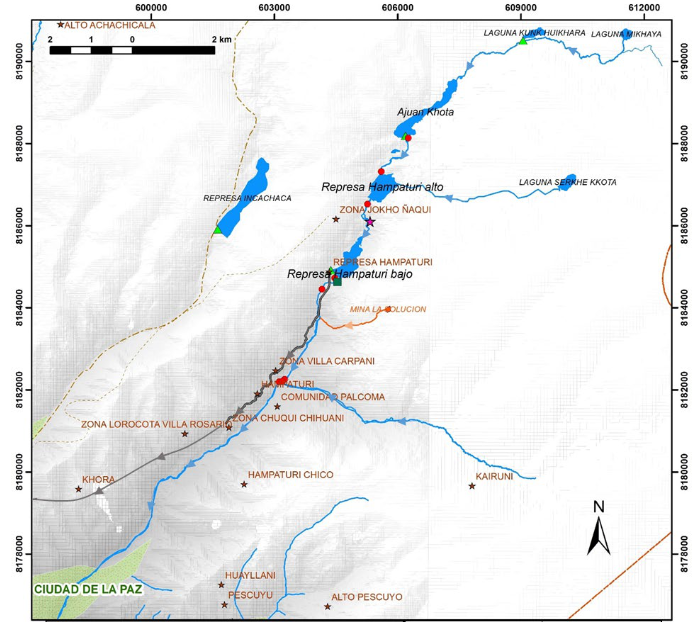 600000 603000 606000 609000 612000
ALTO ACHACHICALA
2 1 0 2 km
LAGUNA KUNK HUIKHARA
LAGUNA MIKHAYA
8190000
Ajuan Khota
8188000
LAGUNA SERKHE KKOTA
Represa Hampaturi alto
REPRESA INCACHACA
ZONA JOKHO ÑAQUI
8186000
REPRESA HAMPATURI
Represa Hampaturi bajo
8184000
MINA LA SOLUCION
ZONA VILLA CARPANI
HAMPATURI
8182000
COMUNIDAD PALCOMA
ZONA CHUQUI CHIHUANI
ZONA LOROCOTA VILLA ROSARIO
8180000
KHORA
HAMPATURI CHICO
KAIRUNI
N
8178000
HUAYLLANI
CIUDAD DE LA PAZ
PESCUYU
ALTO PESCUYO